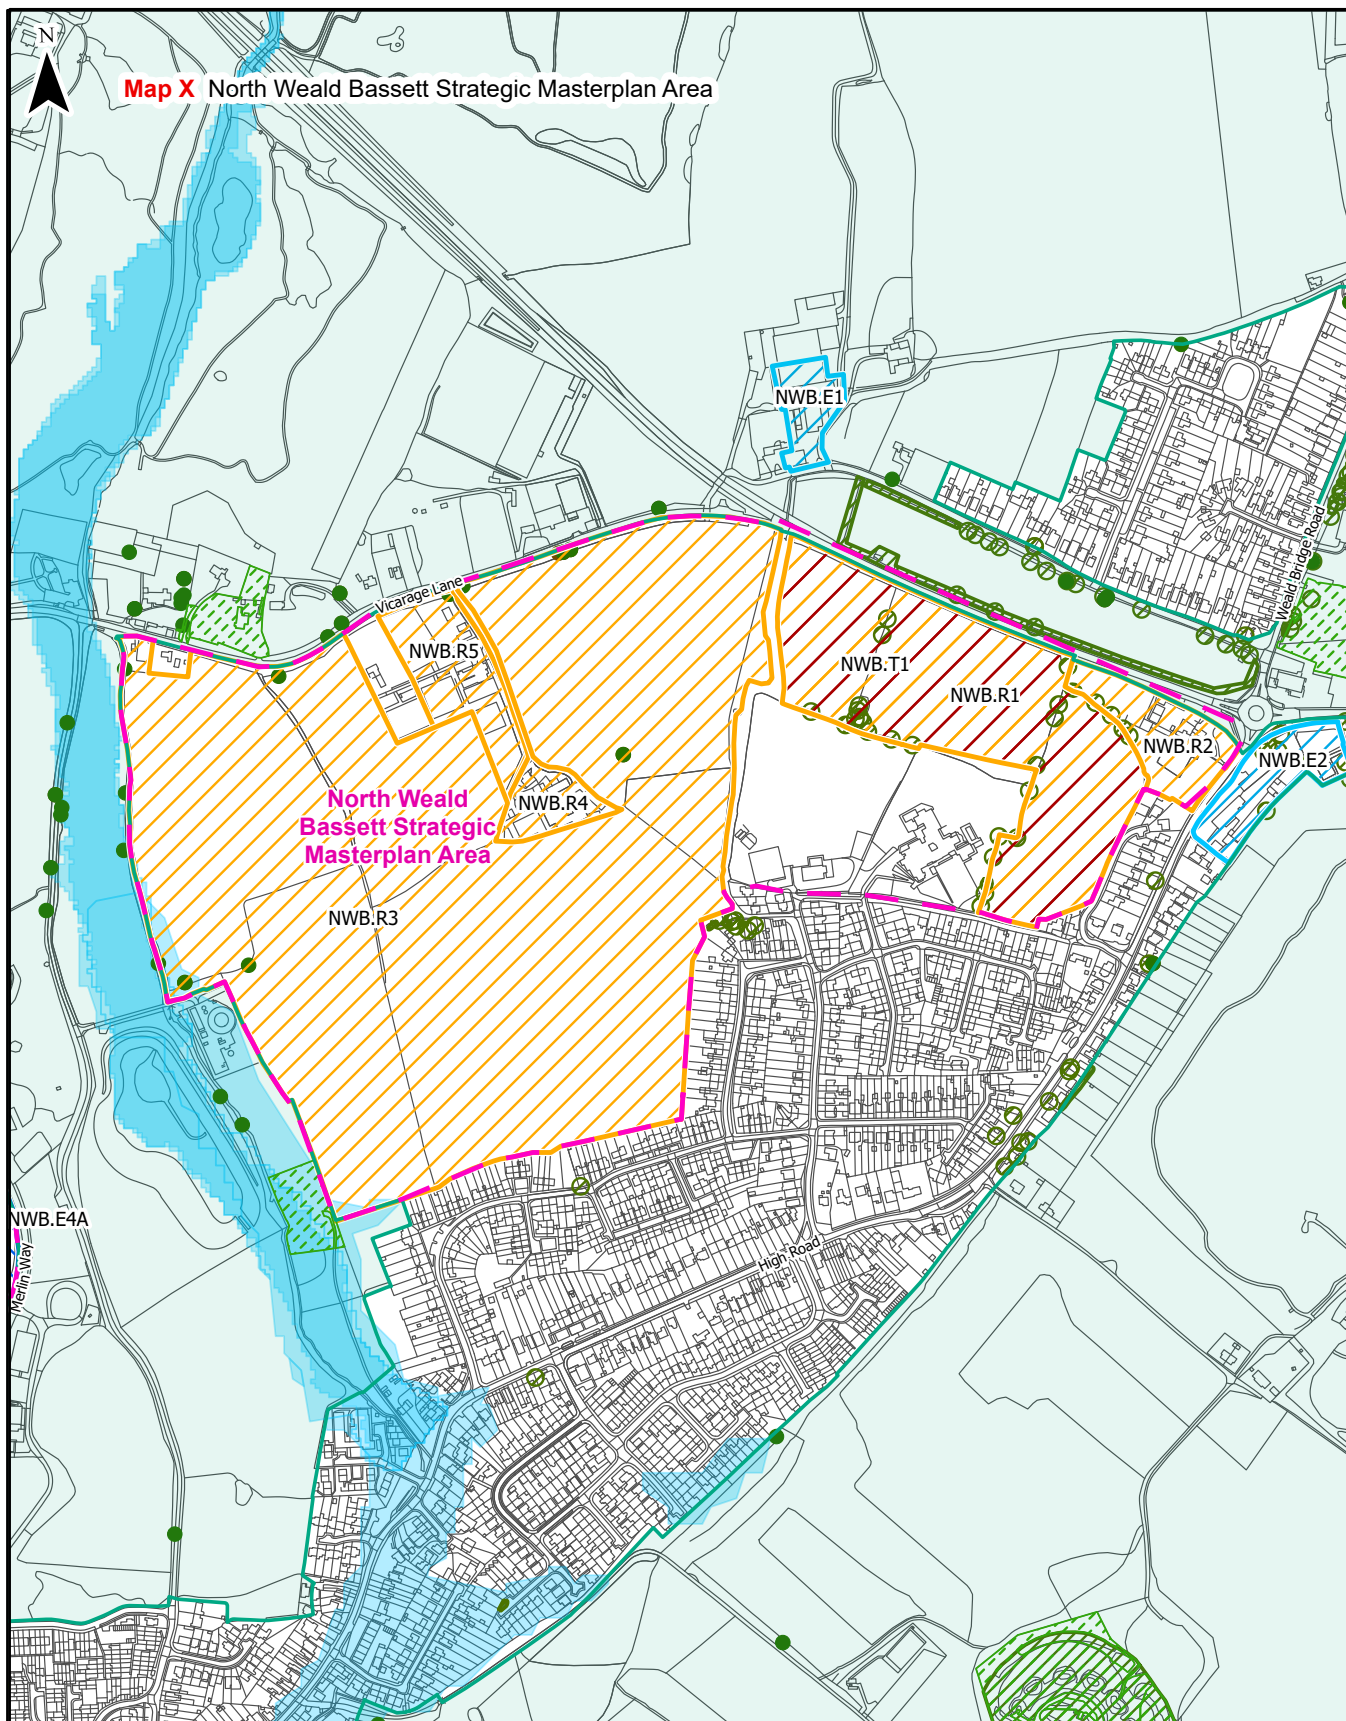 N
Map X North Weald Bassett Strategic Masterplan Area
NWB.E1
Weald Bridge Road
Vicarage Lane
NWB.R5
NWB.T1
NWB.R1
NWB.R2
NWB.E2
North Weald
Bassett Strategic
Masterplan Area
NWB.R4
NWB.R3
NWB.E4A
Merlin Way
High Road